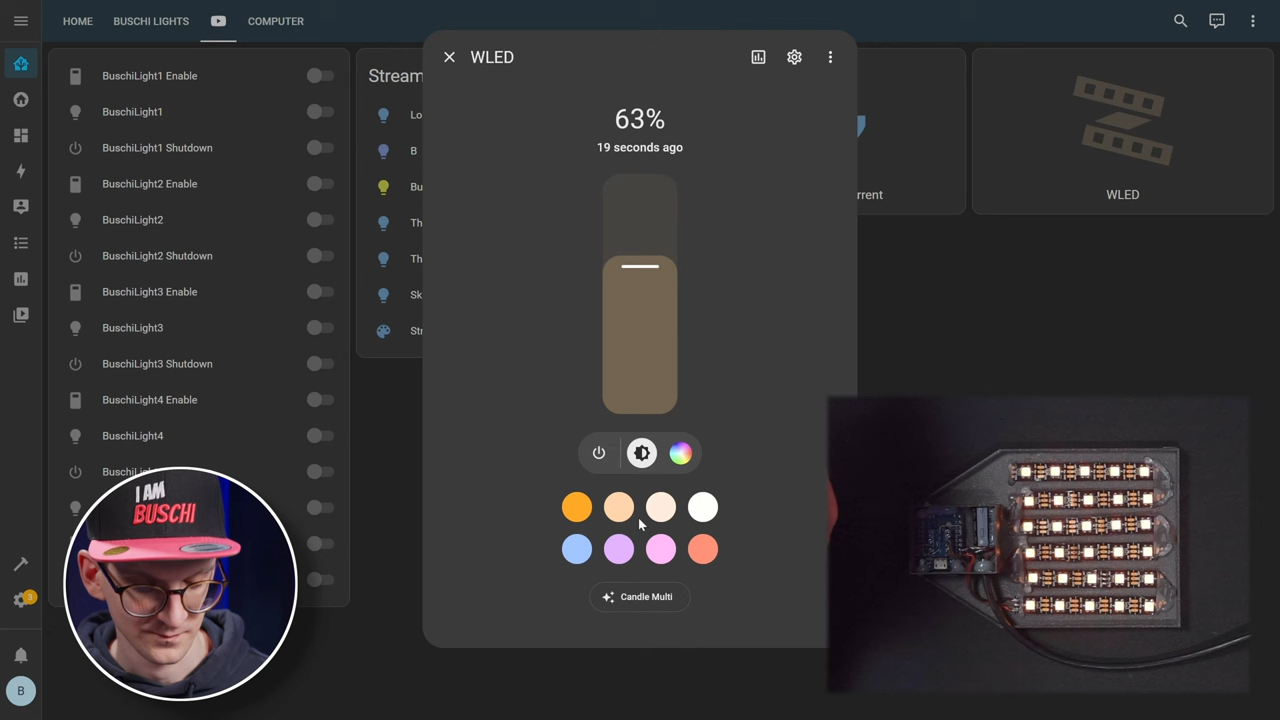 HOME
BUSCHI LIGHTS
COMPUTER
BuschiLight1 Enable
BuschiLight1
BuschiLight1 Shutdown
BuschiLight2 Enable
BuschiLight2
BuschiLight2 Shutdown
BuschiLight3 Enable
BuschiLight3
BuschiLight3 Shutdown
BuschiLight4 Enable
BuschiLight4
Stream
Lo
B
Bu
Th
Th
Sk
Str
WLED
63%
19 seconds ago
Candle Multi
rrent
WLED
3
B
I AM
BUSCHI